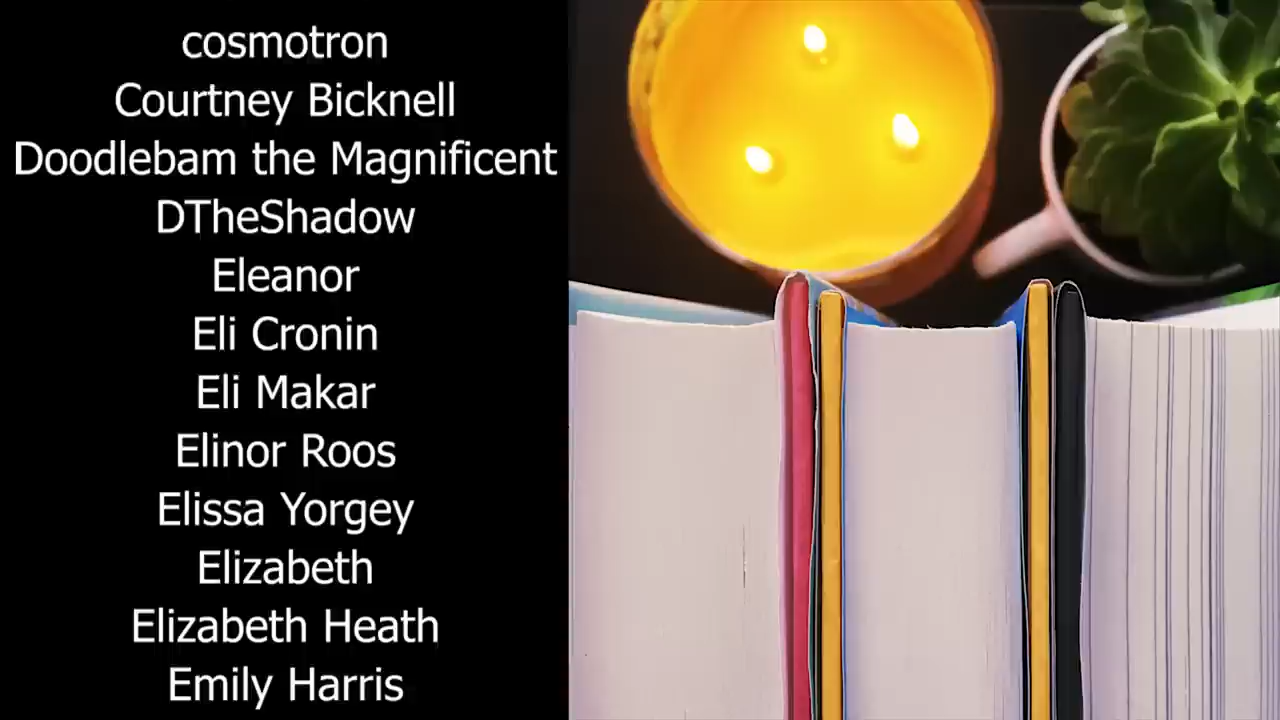 cosmotron
Courtney Bicknell
Doodlebam the Magnificent
DTheShadow
Eleanor
Eli Cronin
Eli Makar
Elinor Roos
Elissa Yorgey
Elizabeth
Elizabeth Heath
Emily Harris